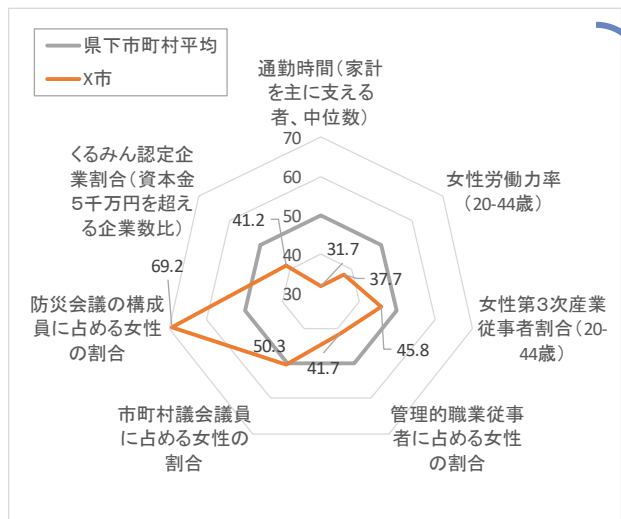 県下市町村平均
X市
通勤時間(家計
を主に支える
者、中位数)
70
60
50
40
30
くるみん認定企
業割合(資本金
5千万円を超え
る企業数比)
女性労働力率
(20-44歳)
41.2
31.7
37.7
69.2
防災会議の構成
員に占める女性
の割合
女性第3次産業
従事者割合(20-
44歳)
45.8
50.3
41.7
市町村議会議員
に占める女性の
割合
管理的職業従事
者に占める女性
の割合